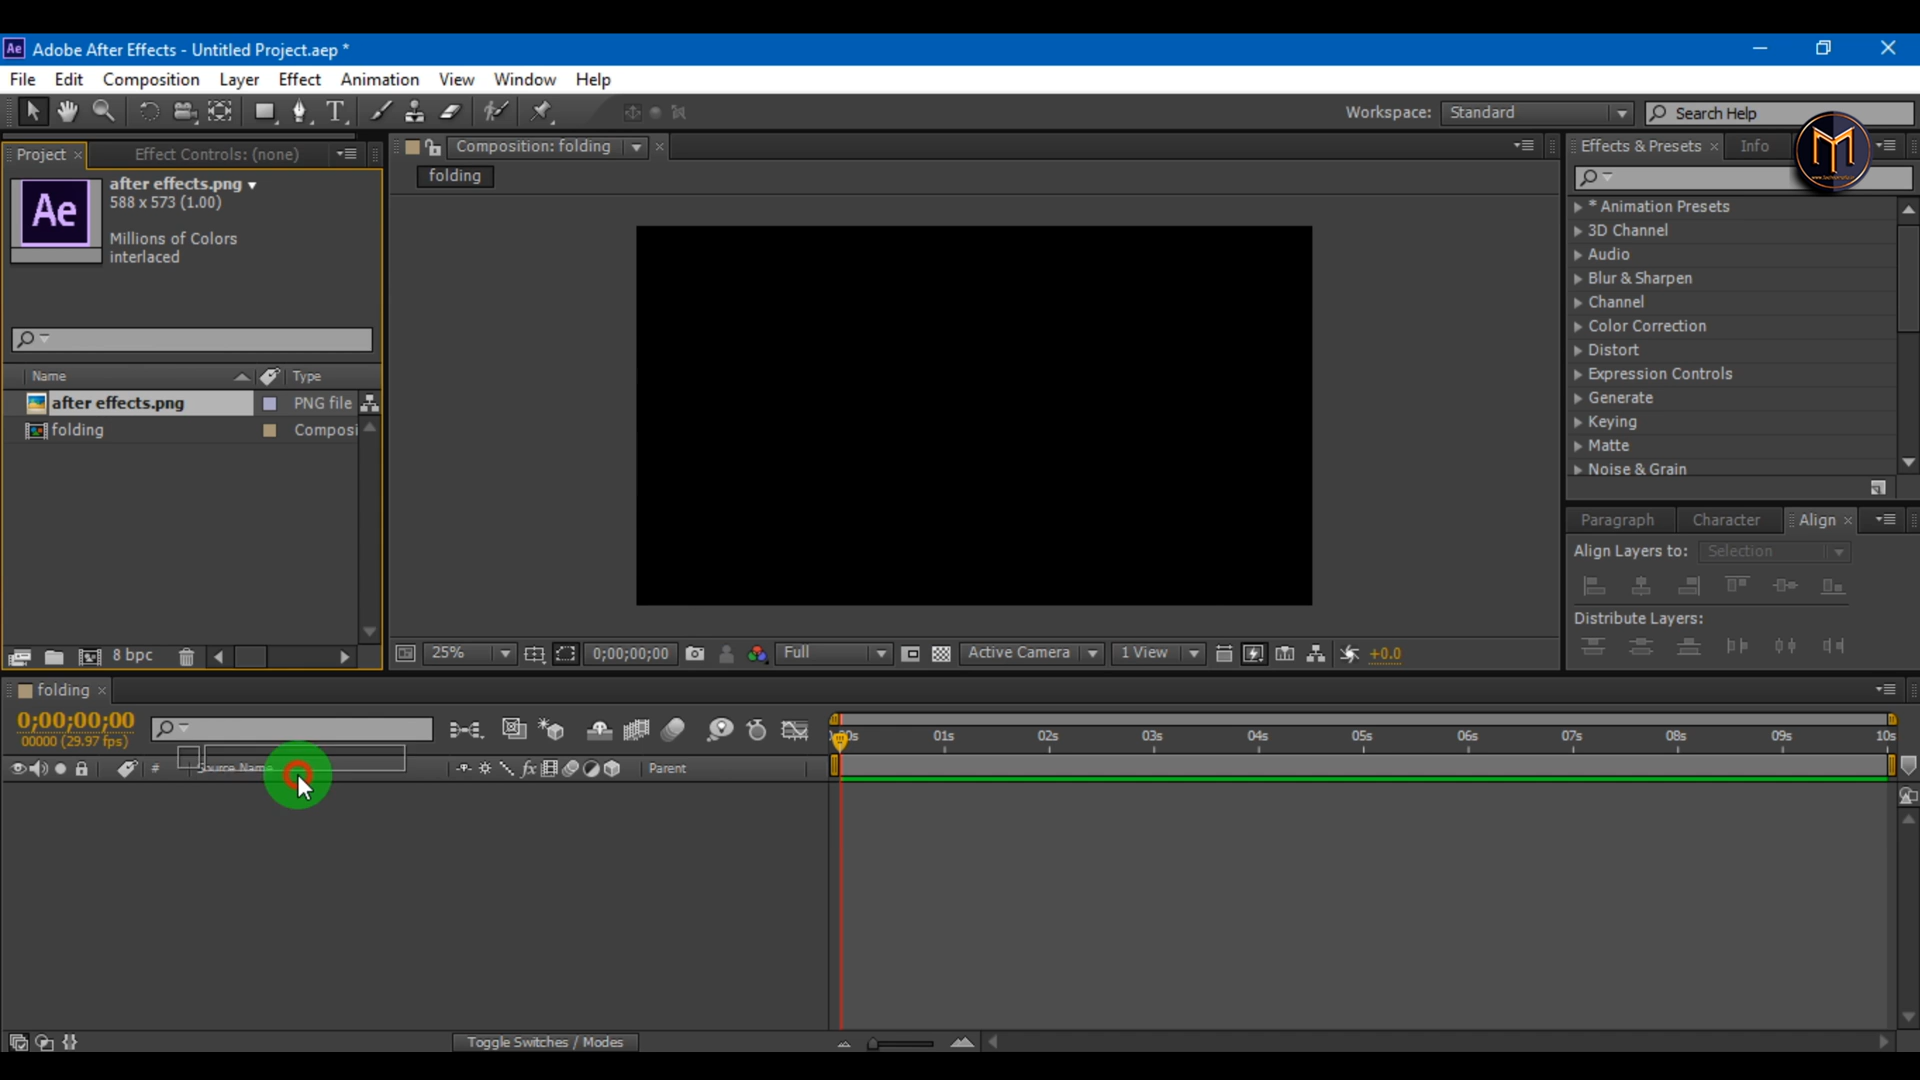 Ae Adobe After Effects - Untitled Project.aep *
File Edit Composition Layer Effect Animation View Window Help
T Workspace: Standard Search Help
Project × Effect Controls: (none)
Composition: folding ×
Effects & Presets × Info
Ae
after effects.png
588 x 573 (1.00)
Millions of Colors
interlaced
folding
Name Type
after effects.png PNG file
folding Composi
8 bpc
25% 0;00;00;00 Full Active Camera 1 View +0.0
* Animation Presets
3D Channel
Audio
Blur & Sharpen
Channel
Color Correction
Distort
Expression Controls
Generate
Keying
Matte
Noise & Grain
Paragraph Character Align ×
Align Layers to: Selection
Distribute Layers:
folding ×
0;00;00;00
00000 (29.97 fps)
01s 02s 03s 04s 05s 06s 07s 08s 09s 10s
# Source Name fx Parent
Toggle Switches / Modes